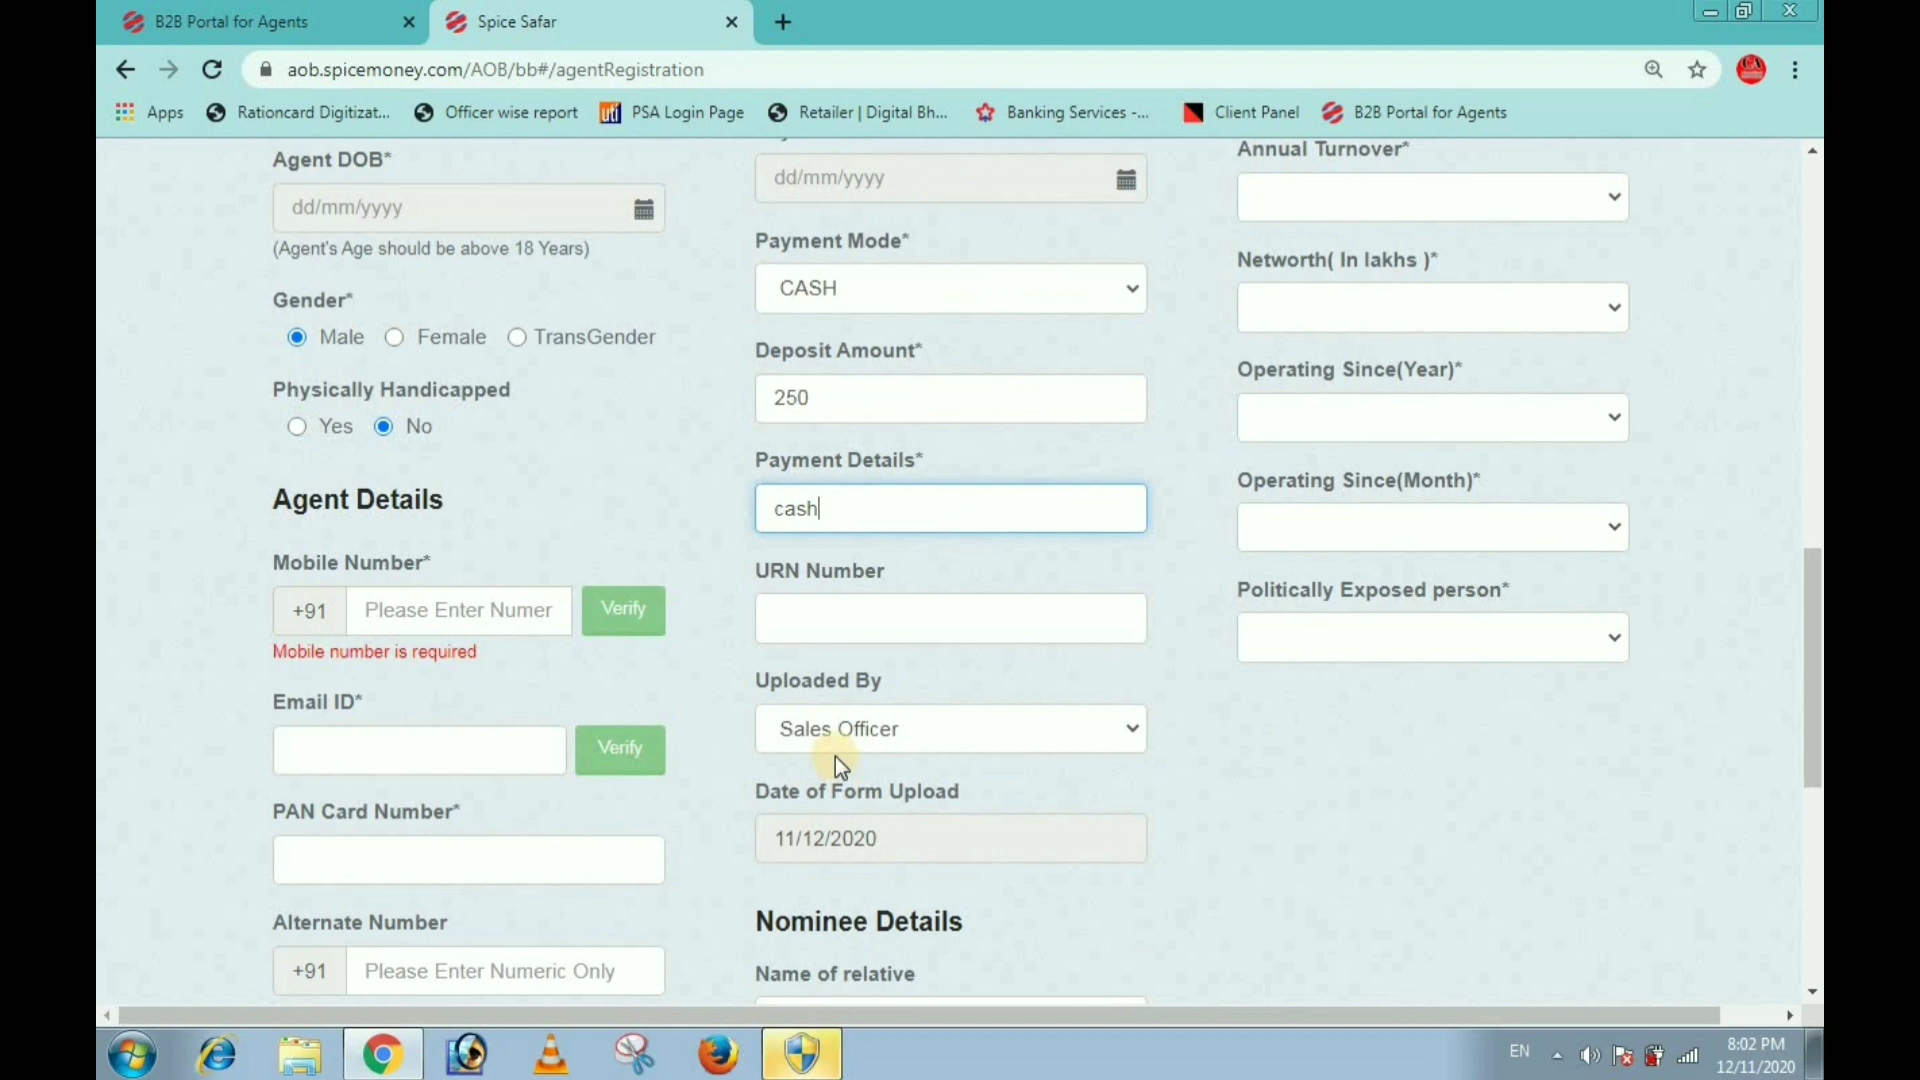 B2B Portal for Agents
Spice Safar
aob.spicemoney.com/AOB/bb#/agentRegistration
Apps
Rationcard Digitizat...
Officer wise report
uti
PSA Login Page
Retailer | Digital Bh...
Banking Services -...
Client Panel
B2B Portal for Agents
Agent DOB*
dd/mm/yyyy
(Agent's Age should be above 18 Years)
Gender*
Male
Female
TransGender
Physically Handicapped
Yes
No
Agent Details
Mobile Number*
+91
Please Enter Numer
Verify
Mobile number is required
Email ID*
Verify
PAN Card Number*
Alternate Number
+91
Please Enter Numeric Only
dd/mm/yyyy
Payment Mode*
CASH
Deposit Amount*
250
Payment Details*
cash
URN Number
Uploaded By
Sales Officer
Date of Form Upload
11/12/2020
Nominee Details
Name of relative
Annual Turnover*
Networth( In lakhs )*
Operating Since(Year)*
Operating Since(Month)*
Politically Exposed person*
EN
8:02 PM
12/11/2020